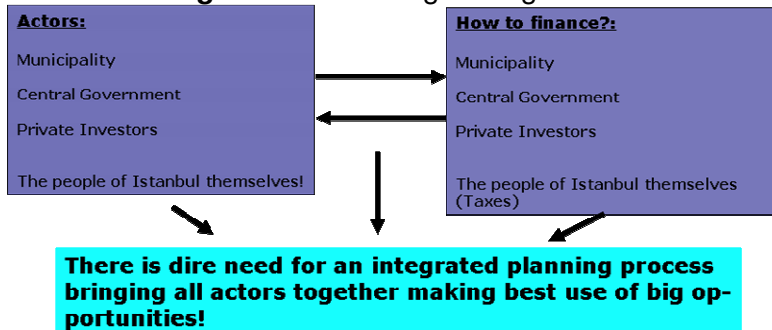 Actors:
Municipality
Central Government
Private Investors
The people of Istanbul themselves!
How to finance?:
Municipality
Central Government
Private Investors
The people of Istanbul themselves
(Taxes)
There is dire need for an integrated planning process
bringing all actors together making best use of big op-
portunities!